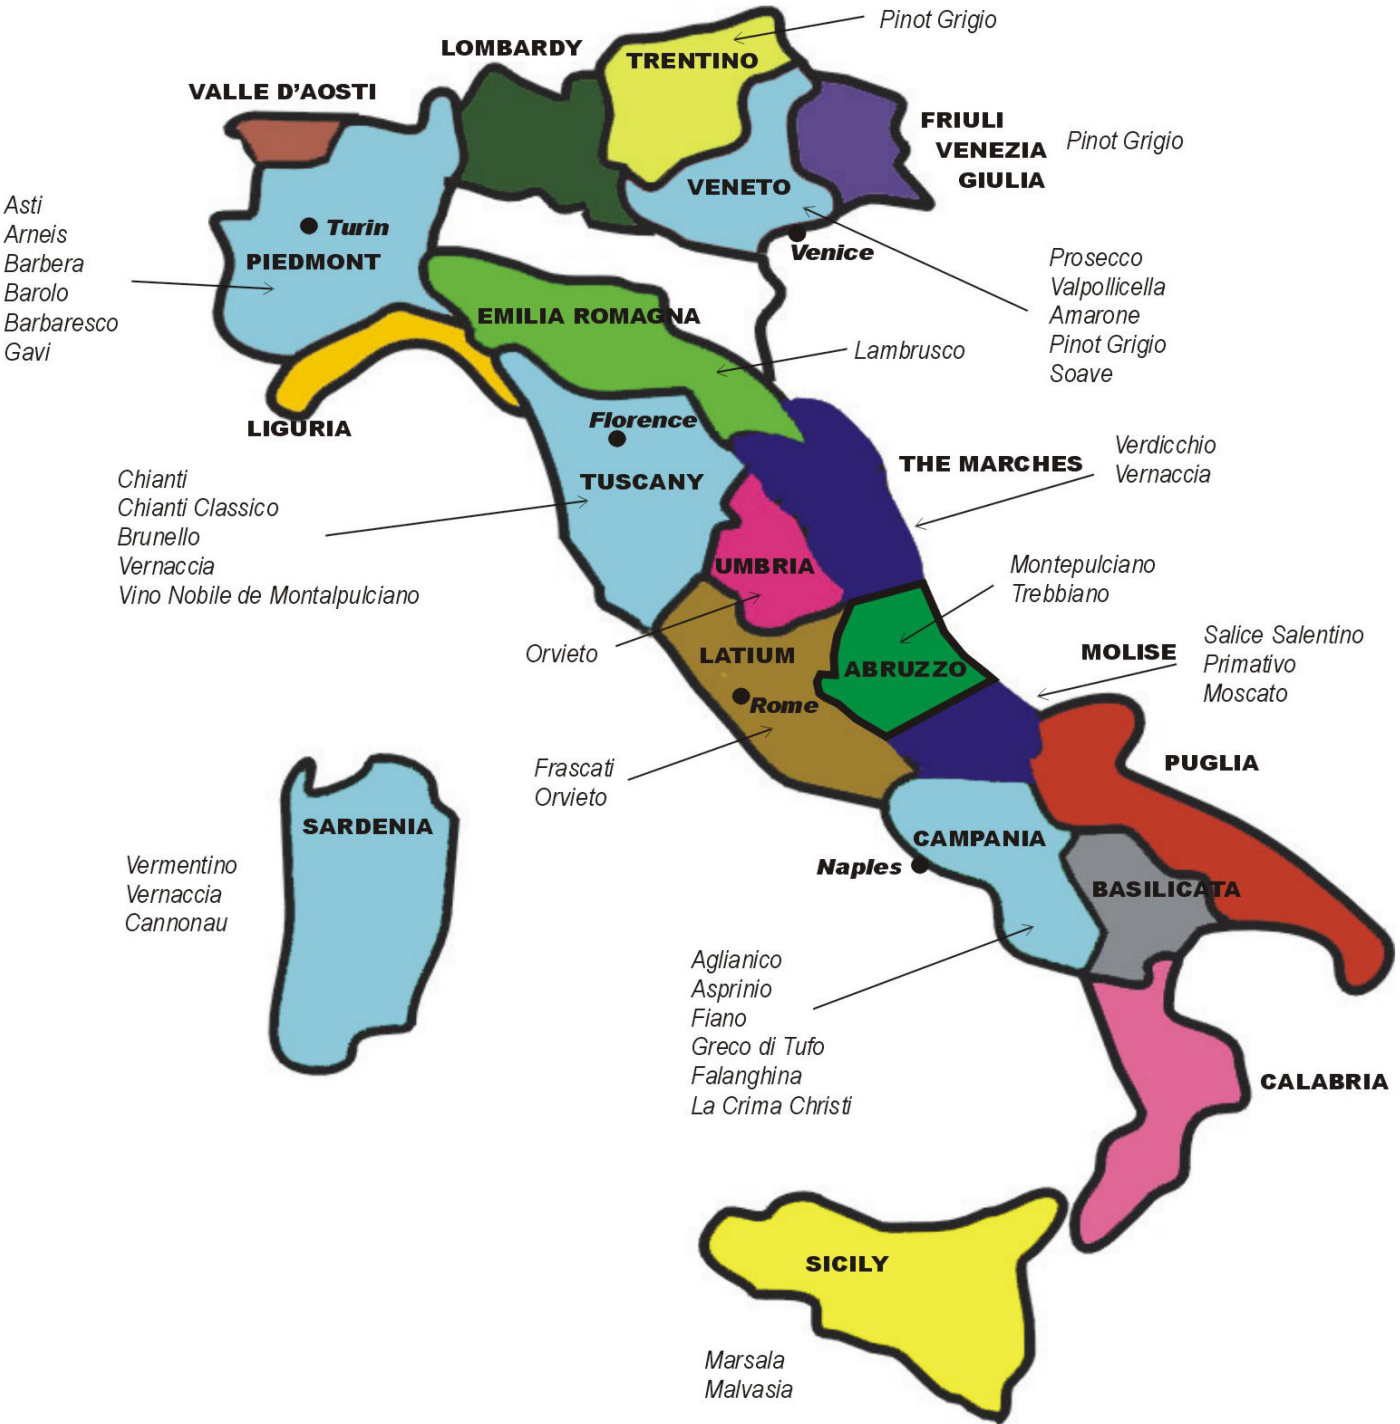 Pinot Grigio
LOMBARDY
TRENTINO
VALLE D'AOSTI
FRIULI
VENEZIA
GIULIA
Pinot Grigio
VENETO
Asti
Arneis
Barbera
Barolo
Barbaresco
Gavi
Turin
PIEDMONT
Venice
Prosecco
Valpollicella
Amarone
Pinot Grigio
Soave
EMILIA ROMAGNA
Lambrusco
LIGURIA
Florence
TUSCANY
Chianti
Chianti Classico
Brunello
Vernaccia
Vino Nobile de Montalpulciano
THE MARCHES
Verdicchio
Vernaccia
UMBRIA
Montepulciano
Trebbiano
Orvieto
LATIUM
ABRUZZO
MOLISE
Salice Salentino
Primativo
Moscato
Rome
Frascati
Orvieto
PUGLIA
SARDENIA
Vermentino
Vernaccia
Cannonau
CAMPANIA
Naples
BASILICATA
Aglianico
Asprinio
Fiano
Greco di Tufo
Falanghina
La Crima Christi
CALABRIA
SICILY
Marsala
Malvasia